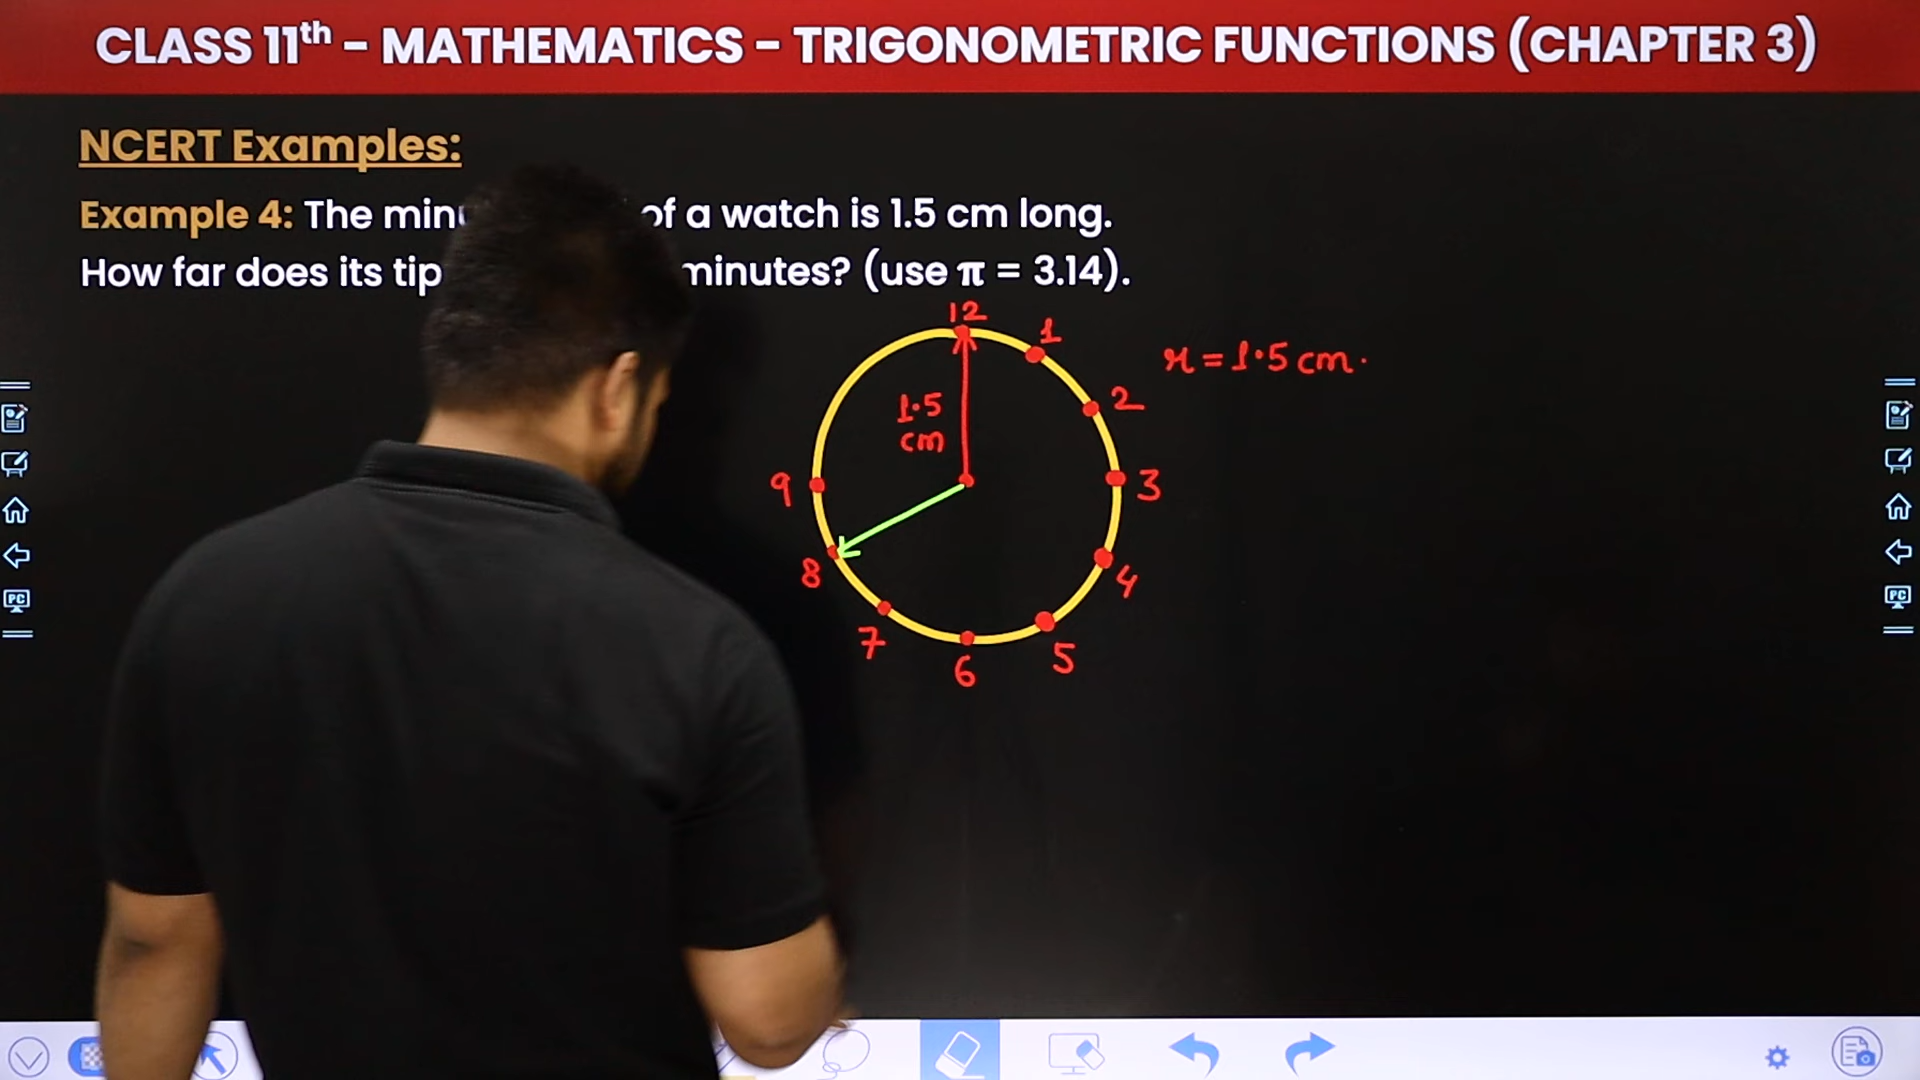 CLASS 11th - MATHEMATICS - TRIGONOMETRIC FUNCTIONS (CHAPTER 3)
NCERT Examples:
Example 4: The of a watch is 1.5 cm long.
How far does its tip minutes? (use π = 3.14).
12
1
r = 1.5 cm.
2
1.5
cm
9
3
8
4
7
5
6
PC
PC